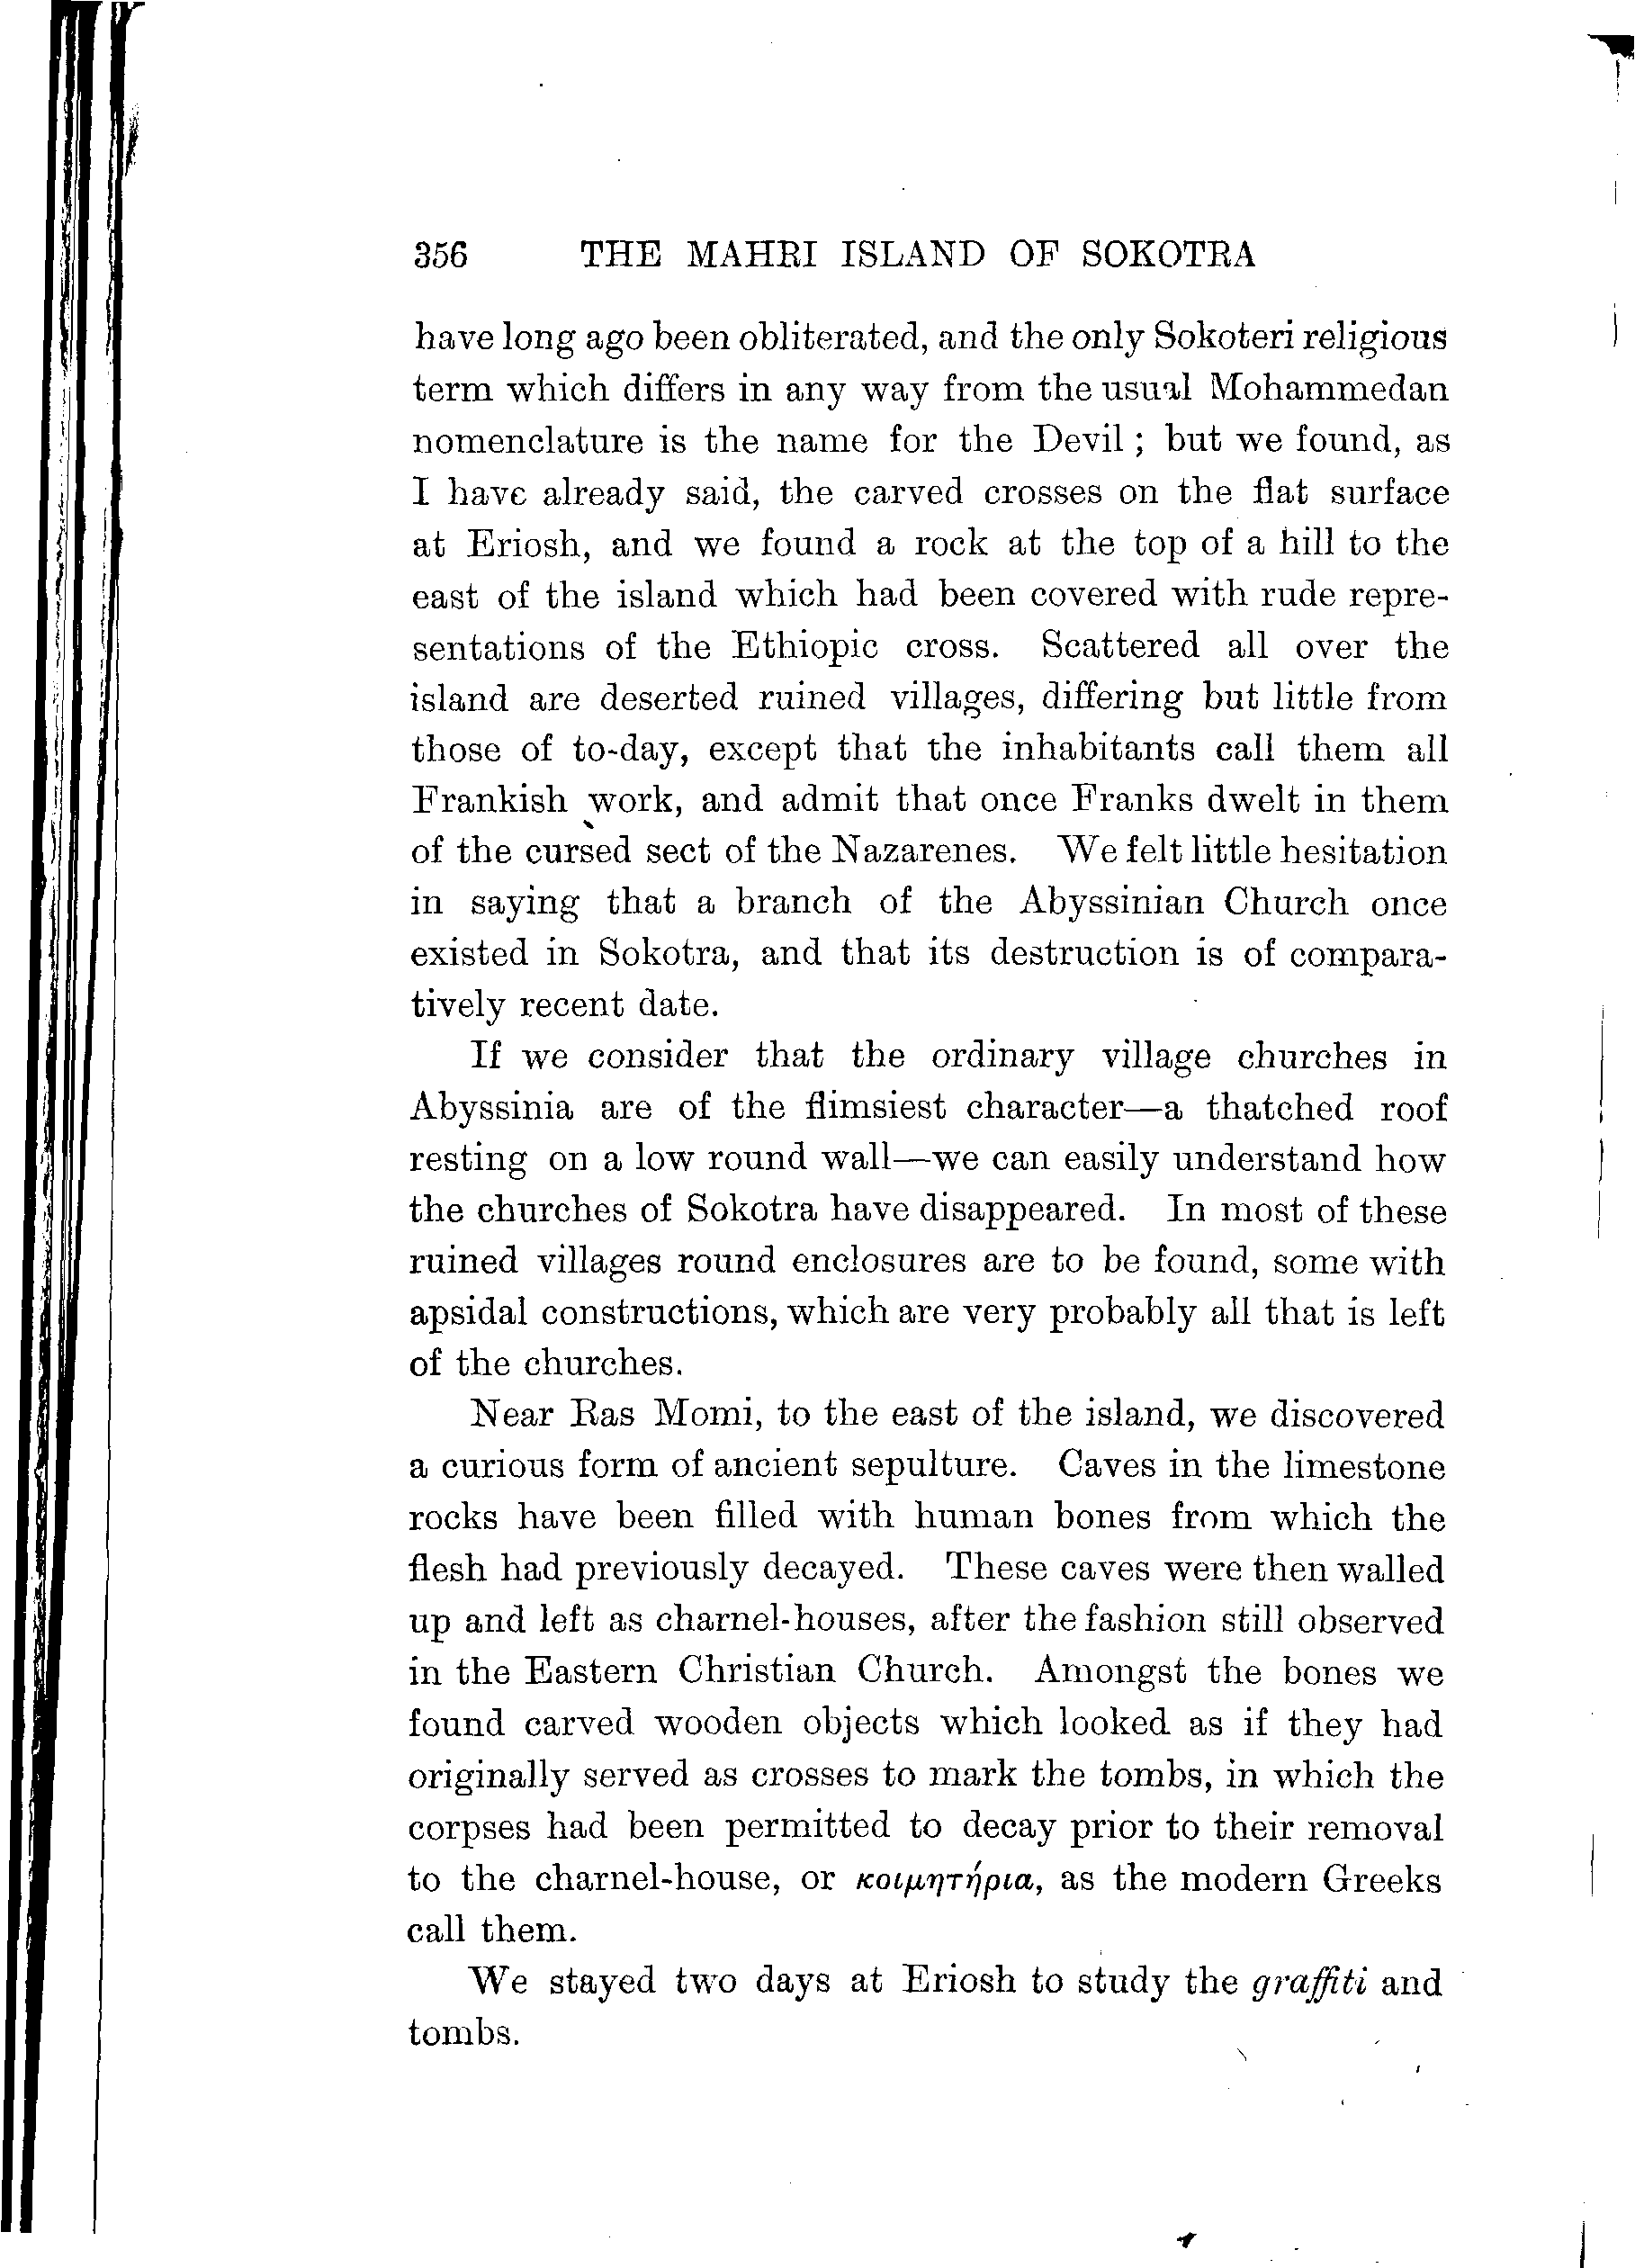 356 THE MAHRI ISLAND OF SOKOTRA
have long ago been obliterated, and the only Sokoteri religious
term which differs in any way from the usual Mohammedan
nomenclature is the name for the Devil ; but we found, as
I have already said, the carved crosses on the flat surface
at Eriosh, and we found a rock at the top of a hill to the
east of the island which had been covered with rude repre-
sentations of the Ethiopic cross. Scattered all over the
island are deserted ruined villages, differing but little from
those of to-day, except that the inhabitants call them all
Frankish work, and admit that once Franks dwelt in them
of the cursed sect of the Nazarenes. We felt little hesitation
in saying that a branch of the Abyssinian Church once
existed in Sokotra, and that its destruction is of compara-
tively recent date.
If we consider that the ordinary village churches in
Abyssinia are of the flimsiest character—a thatched roof
resting on a low round wall—we can easily understand how
the churches of Sokotra have disappeared. In most of these
ruined villages round enclosures are to be found, some with
apsidal constructions, which are very probably all that is left
of the churches.
Near Ras Momi, to the east of the island, we discovered
a curious form of ancient sepulture. Caves in the limestone
rocks have been filled with human bones from which the
flesh had previously decayed. These caves were then walled
up and left as charnel-houses, after the fashion still observed
in the Eastern Christian Church. Amongst the bones we
found carved wooden objects which looked as if they had
originally served as crosses to mark the tombs, in which the
corpses had been permitted to decay prior to their removal
to the charnel-house, or κοιμητήρια, as the modern Greeks
call them.
We stayed two days at Eriosh to study the graffiti and
tombs.